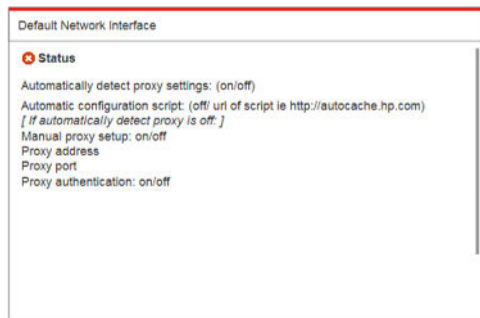 Default Network Interface
Status
Automatically detect proxy settings: (on/off)
Automatic configuration script: (off/ url of script ie http://autocache.hp.com)
[ If automatically detect proxy is off: ]
Manual proxy setup: on/off
Proxy address
Proxy port
Proxy authentication: on/off